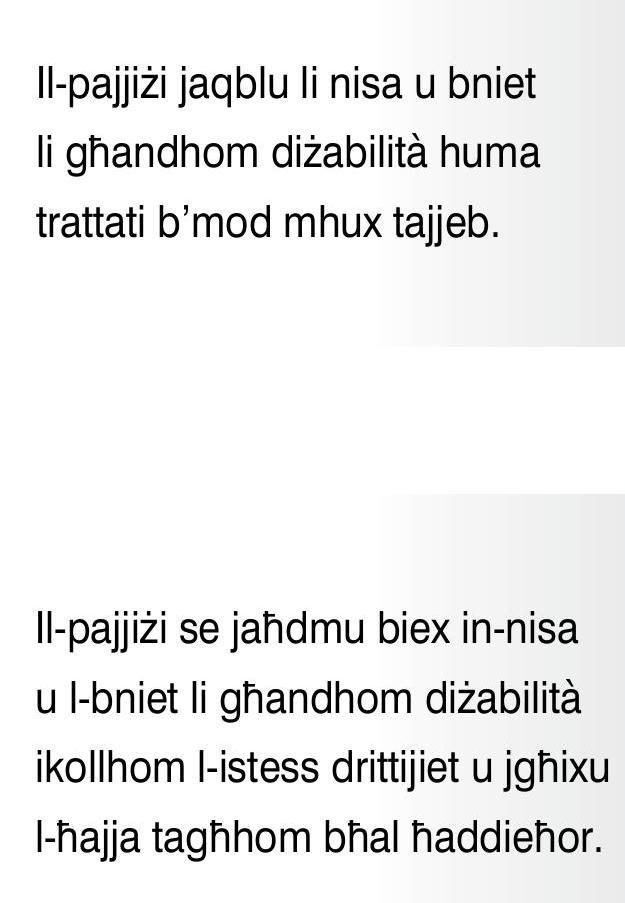 Il-pajjiżi jaqblu li nisa u bniet
li għandhom diżabilità huma
trattati b’mod mhux tajjeb.
Il-pajjiżi se jaħdmu biex in-nisa
u l-bniet li għandhom diżabilità
ikollhom l-istess drittijiet u jgħixu
l-ħajja tagħhom bħal ħaddieħor.